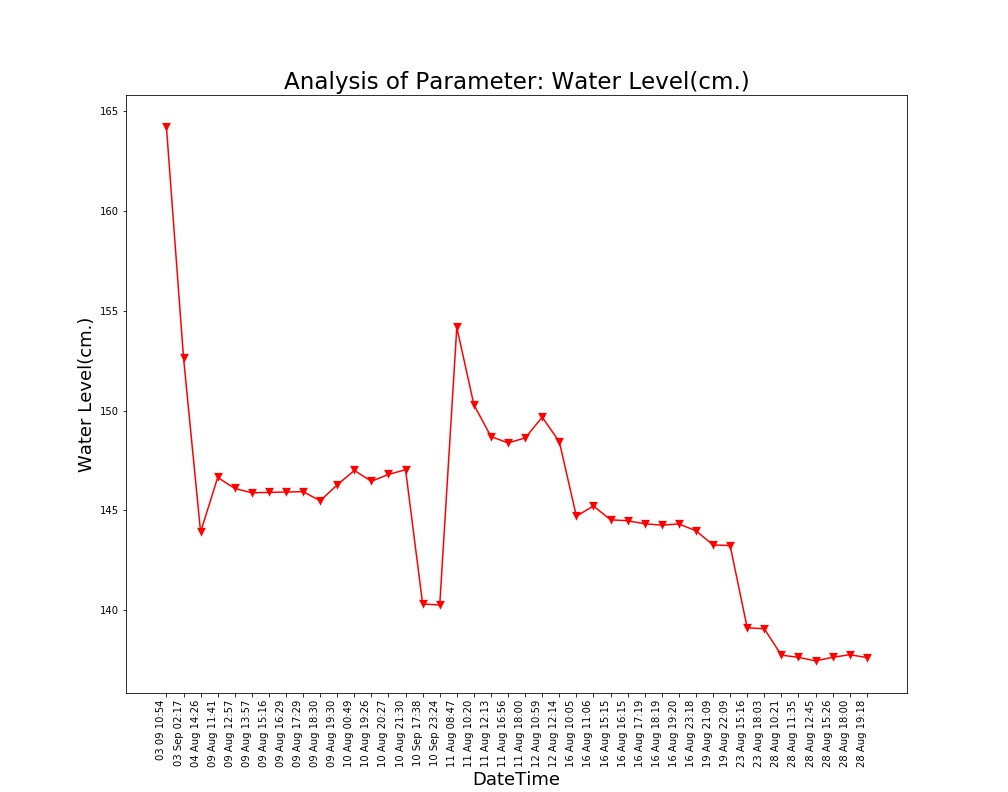 Analysis of Parameter: Water Level(cm.)
Water Level(cm.)
165
160
155
150
145
140
03 09 10:54
03 Sep 02:17
04 Aug 14:26
09 Aug 11:41
09 Aug 12:57
09 Aug 13:57
09 Aug 15:16
09 Aug 16:29
09 Aug 17:29
09 Aug 18:30
09 Aug 19:30
10 Aug 00:49
10 Aug 19:26
10 Aug 20:27
10 Aug 21:30
10 Sep 17:38
10 Sep 23:24
11 Aug 08:47
11 Aug 10:20
11 Aug 12:13
11 Aug 16:56
11 Aug 18:00
12 Aug 10:59
12 Aug 12:14
16 Aug 10:05
16 Aug 11:06
16 Aug 15:15
16 Aug 16:15
16 Aug 17:19
16 Aug 18:19
16 Aug 19:20
16 Aug 23:18
19 Aug 21:09
19 Aug 22:09
23 Aug 15:16
23 Aug 18:03
28 Aug 10:21
28 Aug 11:35
28 Aug 12:45
28 Aug 15:26
28 Aug 18:00
28 Aug 19:18
DateTime